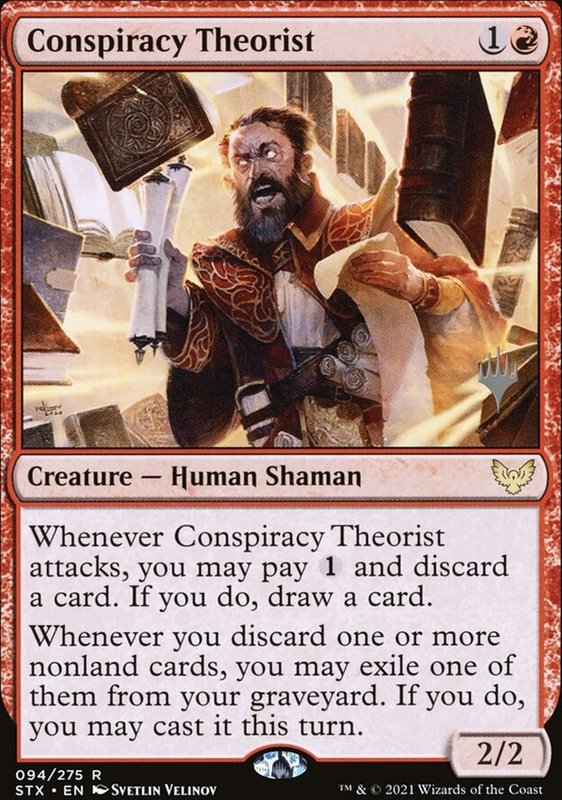 Conspiracy Theorist 1
velinov
2020
Creature — Human Shaman
Whenever Conspiracy Theorist
attacks, you may pay 1 and discard
a card. If you do, draw a card.
Whenever you discard one or more
nonland cards, you may exile one of
them from your graveyard. If you do,
you may cast it this turn.
2/2
094/275 R
STX • EN Svetlin Velinov
™ & © 2021 Wizards of the Coast